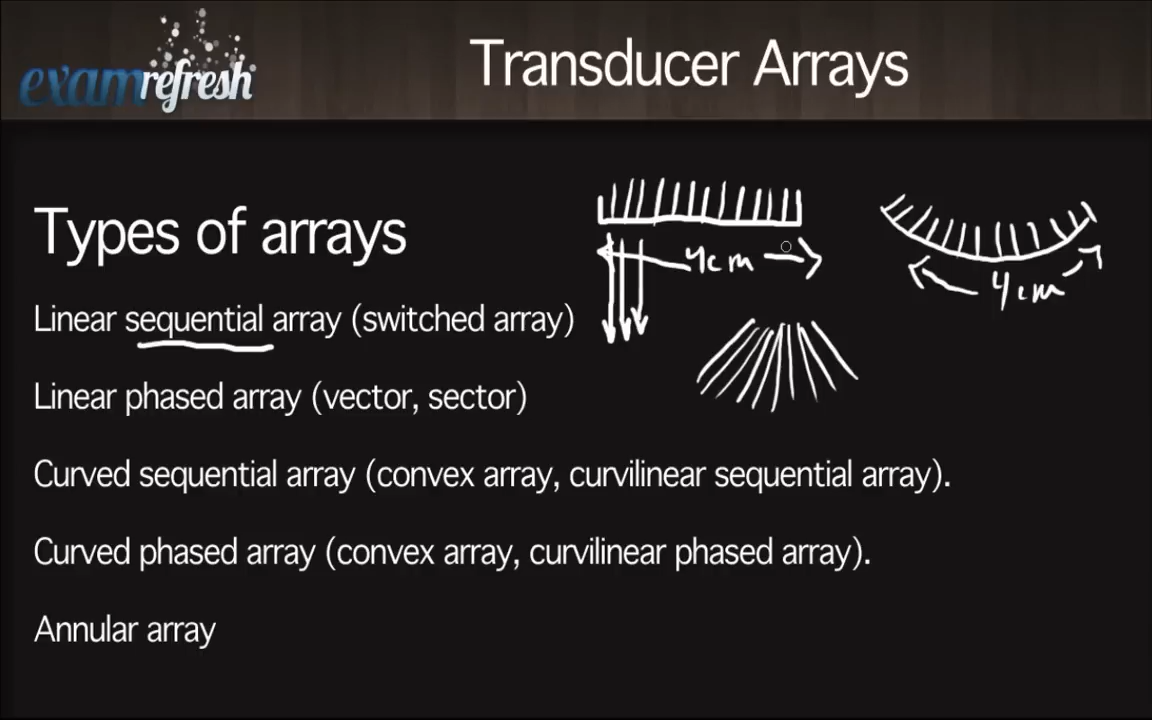 examrefresh
Transducer Arrays
Types of arrays
4cm
4cm
Linear sequential array (switched array)
Linear phased array (vector, sector)
Curved sequential array (convex array, curvilinear sequential array).
Curved phased array (convex array, curvilinear phased array).
Annular array